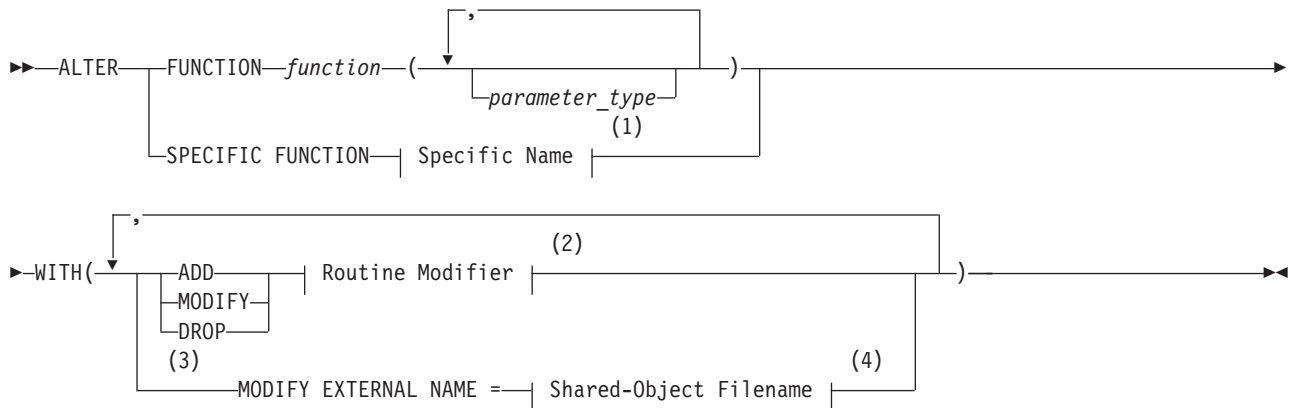 ,
ALTER FUNCTION function ( )
parameter_type
(1)
SPECIFIC FUNCTION Specific Name
,
(2)
WITH( ADD Routine Modifier )
MODIFY
DROP
(3) (4)
MODIFY EXTERNAL NAME = Shared-Object Filename